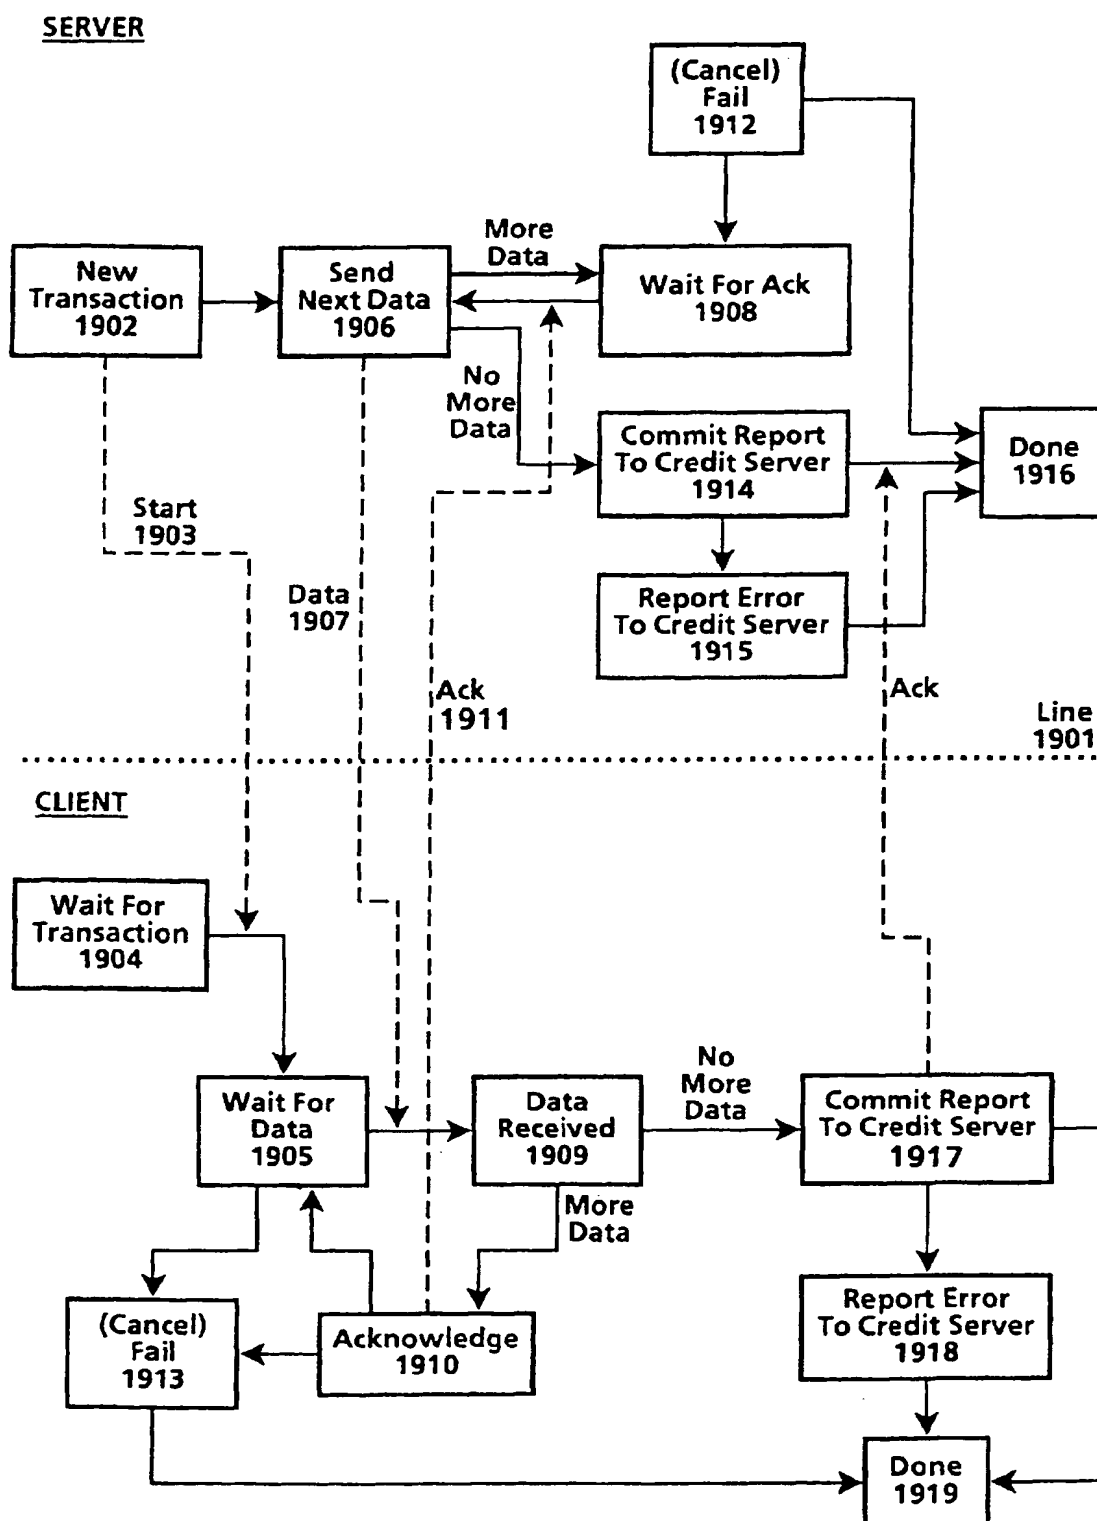 SERVER
(Cancel)
Fail
1912
New
Transaction
1902
Send
Next Data
1906
More
Data
Wait For Ack
1908
No
More
Data
Commit Report
To Credit Server
1914
Done
1916
Start
1903
Data
1907
Report Error
To Credit Server
1915
Ack
1911
Ack
Line
1901
CLIENT
Wait For
Transaction
1904
Wait For
Data
1905
Data
Received
1909
No
More
Data
Commit Report
To Credit Server
1917
More
Data
(Cancel)
Fail
1913
Acknowledge
1910
Report Error
To Credit Server
1918
Done
1919